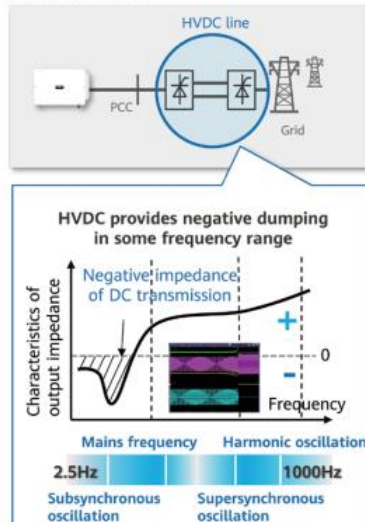 HVDC line
PCC
Grid
HVDC provides negative dumping
in some frequency range
Negative impedance
of DC transmission
Characteristics of
output impedance
+
0
-
Frequency
Mains frequency
Harmonic oscillation
2.5Hz
1000Hz
Subsynchronous
oscillation
Supersynchronous
oscillation